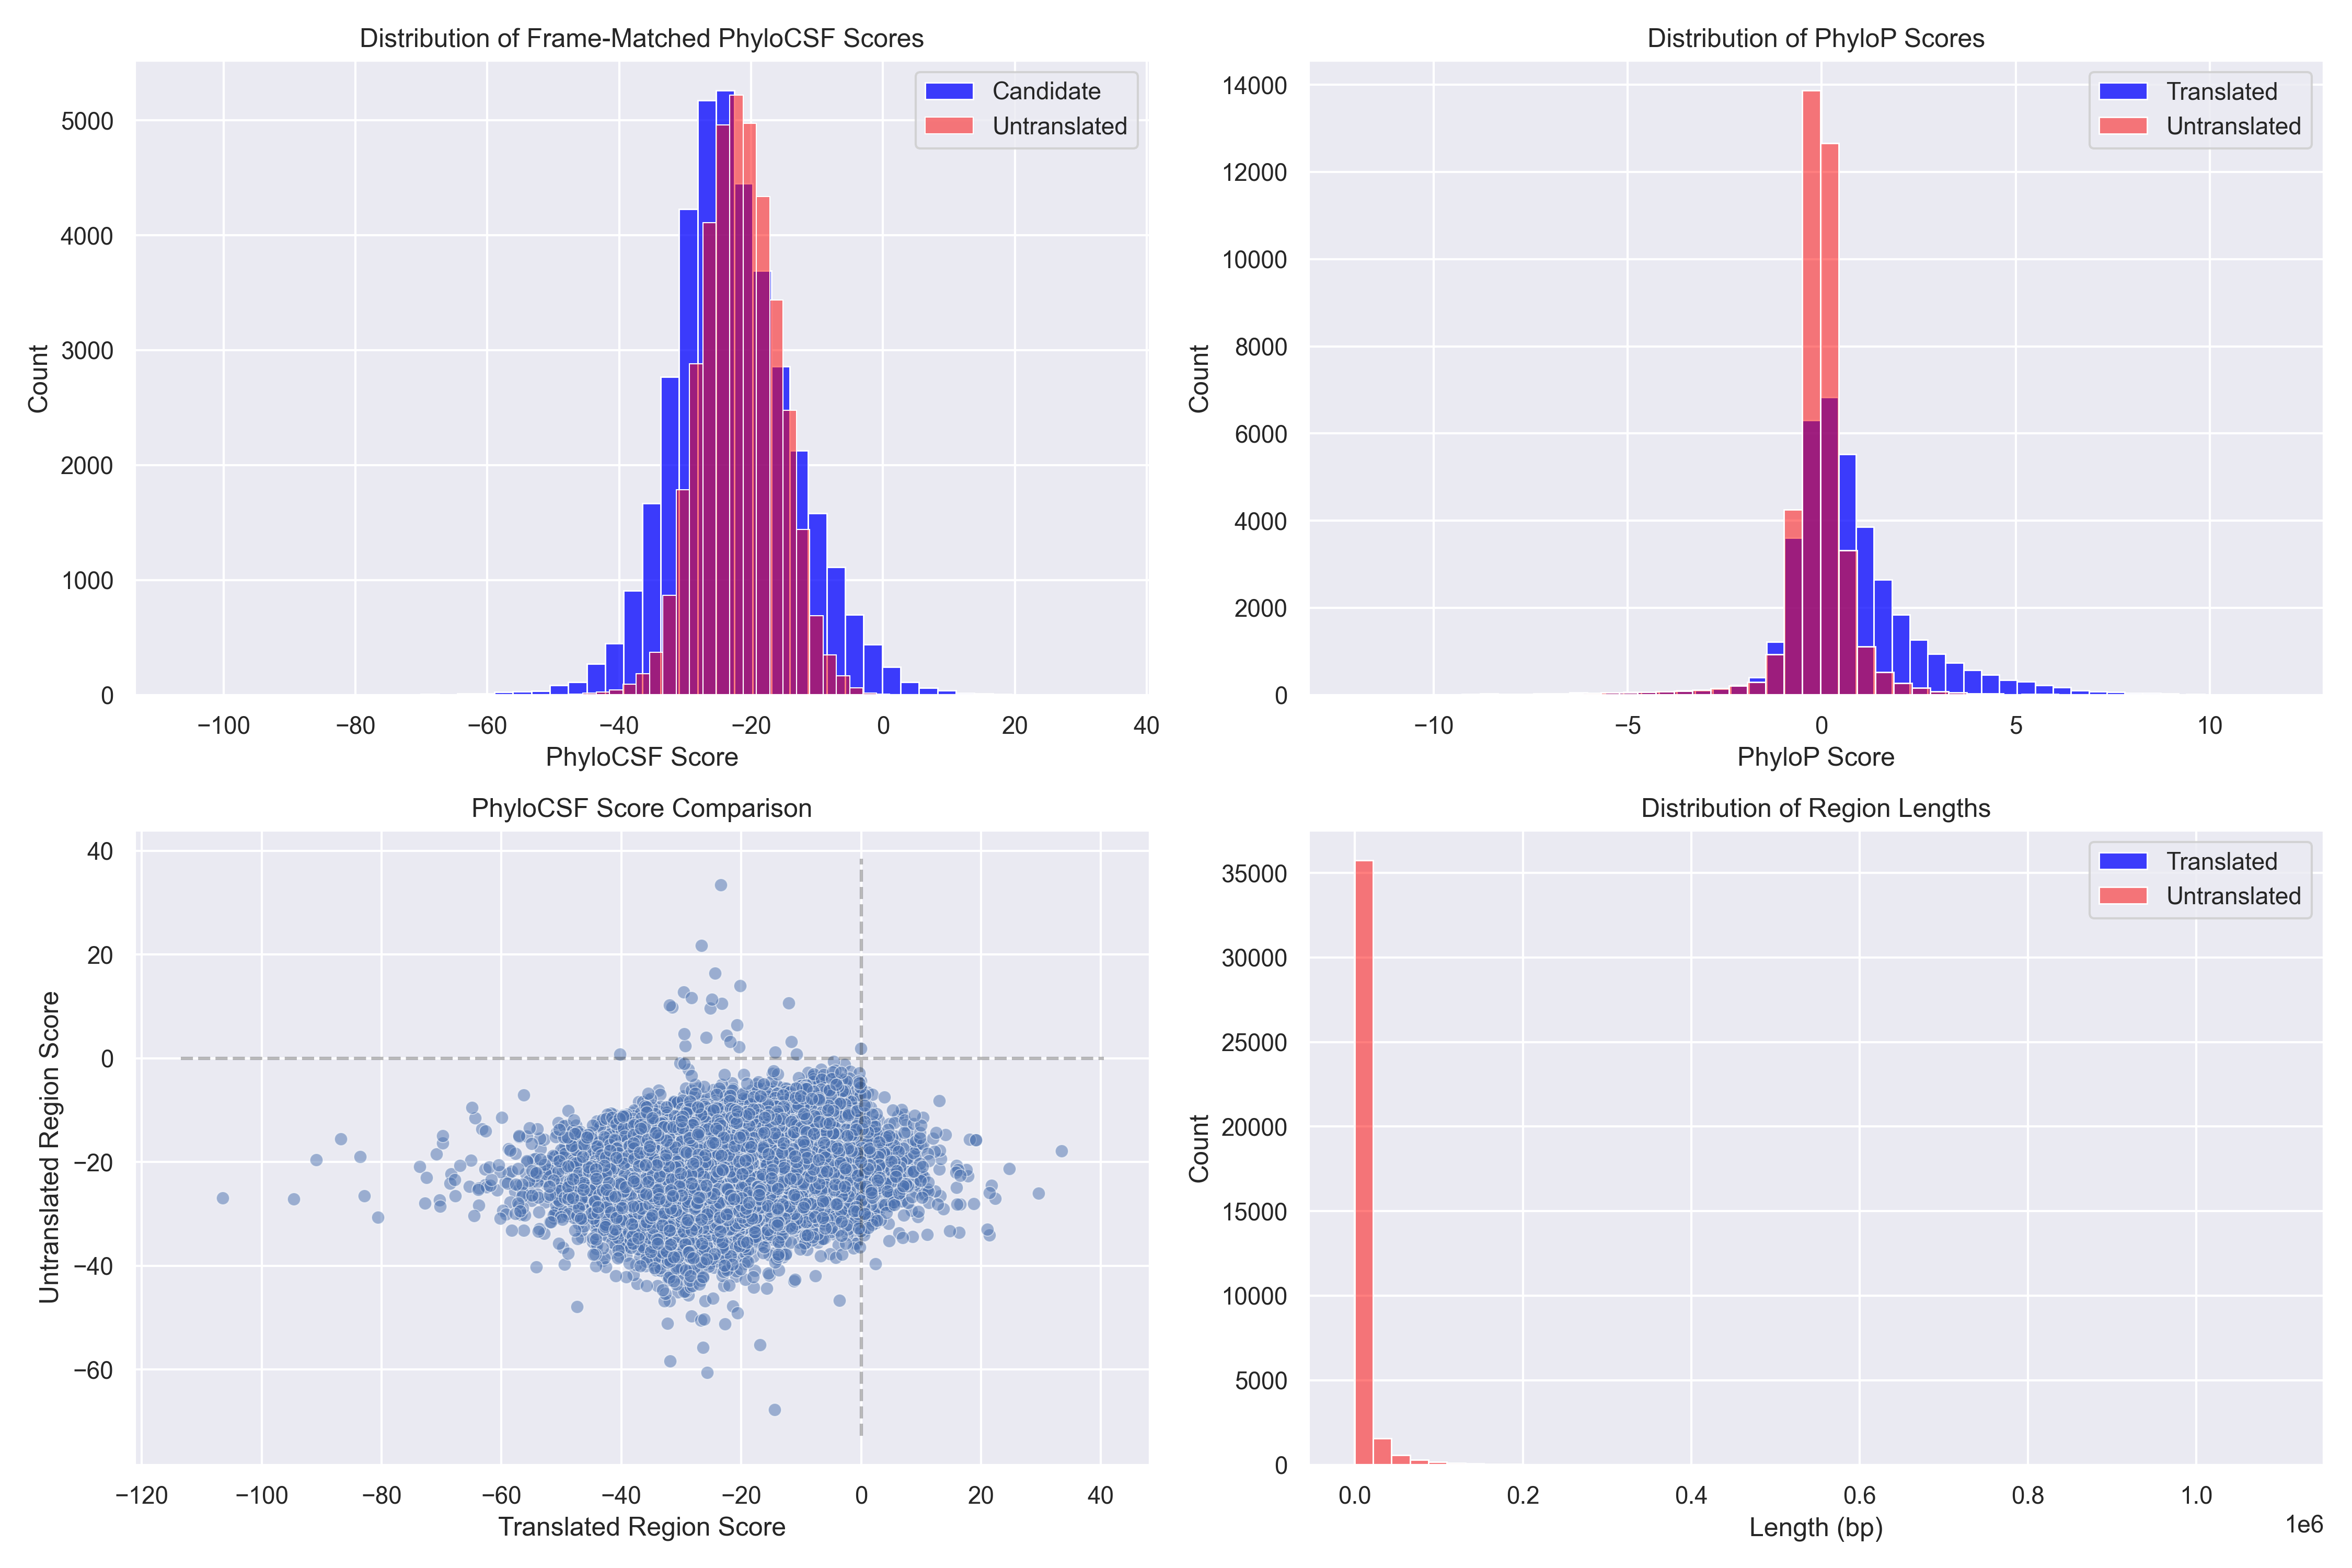 Distribution of Frame-Matched PhyloCSF Scores
Candidate
Untranslated
Count
5000
4000
3000
2000
1000
0
−100 −80 −60 −40 −20 0 20 40
PhyloCSF Score
Distribution of PhyloP Scores
Translated
Untranslated
Count
14000
12000
10000
8000
6000
4000
2000
0
−10 −5 0 5 10
PhyloP Score
PhyloCSF Score Comparison
Untranslated Region Score
40
20
0
−20
−40
−60
−120 −100 −80 −60 −40 −20 0 20 40
Translated Region Score
Distribution of Region Lengths
Translated
Untranslated
Count
35000
30000
25000
20000
15000
10000
5000
0
0.0 0.2 0.4 0.6 0.8 1.0
1e6
Length (bp)